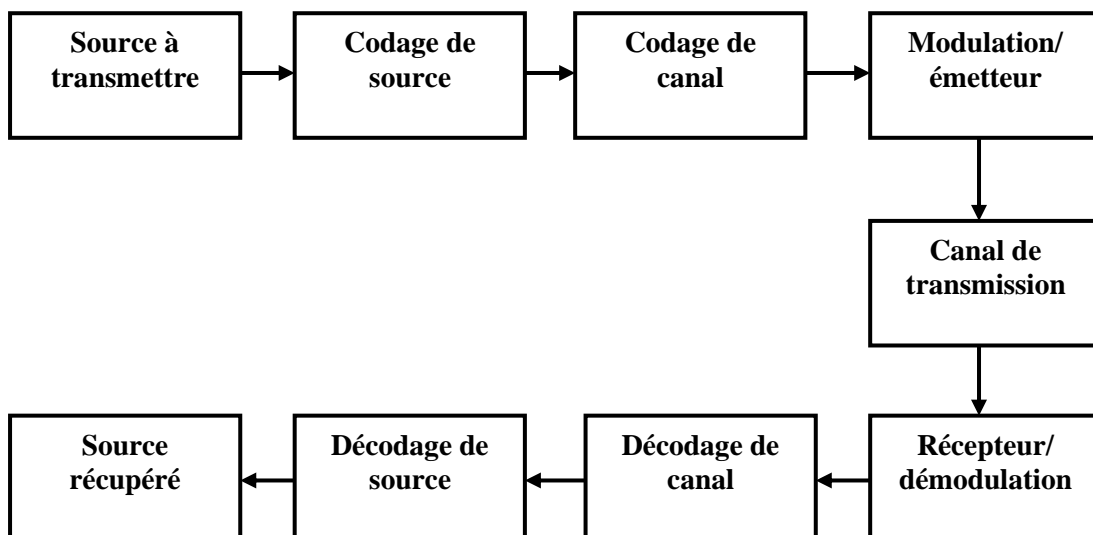 Source à
transmettre
Codage de
source
Codage de
canal
Modulation/
émetteur
Canal de
transmission
Source
récupéré
Décodage de
source
Décodage de
canal
Récepteur/
démodulation